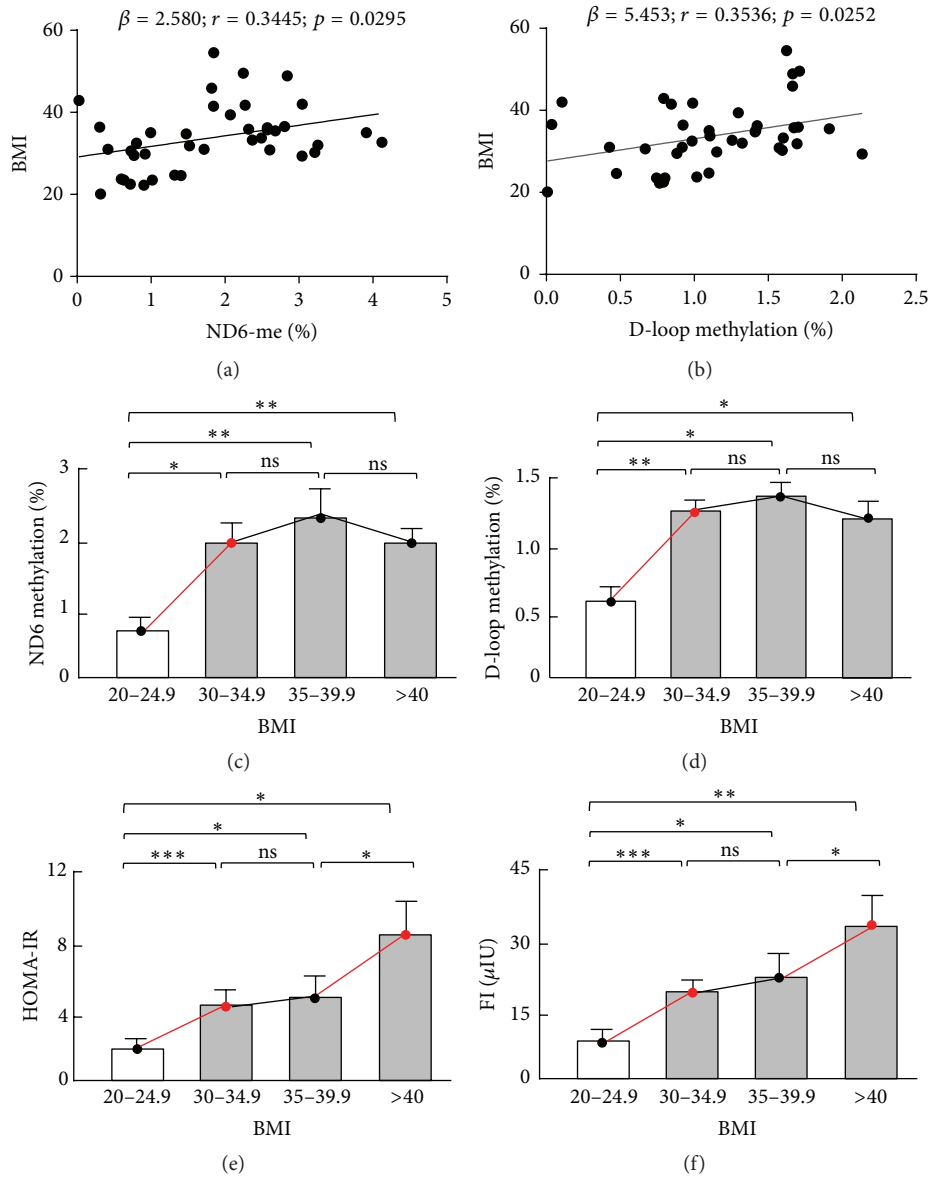 β = 2.580; r = 0.3445; p = 0.0295
60
40
20
0
BMI
0 1 2 3 4 5
ND6-me (%)
(a)
β = 5.453; r = 0.3536; p = 0.0252
60
40
20
0
BMI
0.0 0.5 1.0 1.5 2.0 2.5
D-loop methylation (%)
(b)
**
**
* ns ns
3
2
1
0
ND6 methylation (%)
20–24.9 30–34.9 35–39.9 >40
BMI
(c)
*
*
** ns ns
1.5
1.0
0.5
0
D-loop methylation (%)
20–24.9 30–34.9 35–39.9 >40
BMI
(d)
*
*
*** ns *
12
8
4
0
HOMA-IR
20–24.9 30–34.9 35–39.9 >40
BMI
(e)
**
*
*** ns *
45
30
15
0
FI (μIU)
20–24.9 30–34.9 35–39.9 >40
BMI
(f)